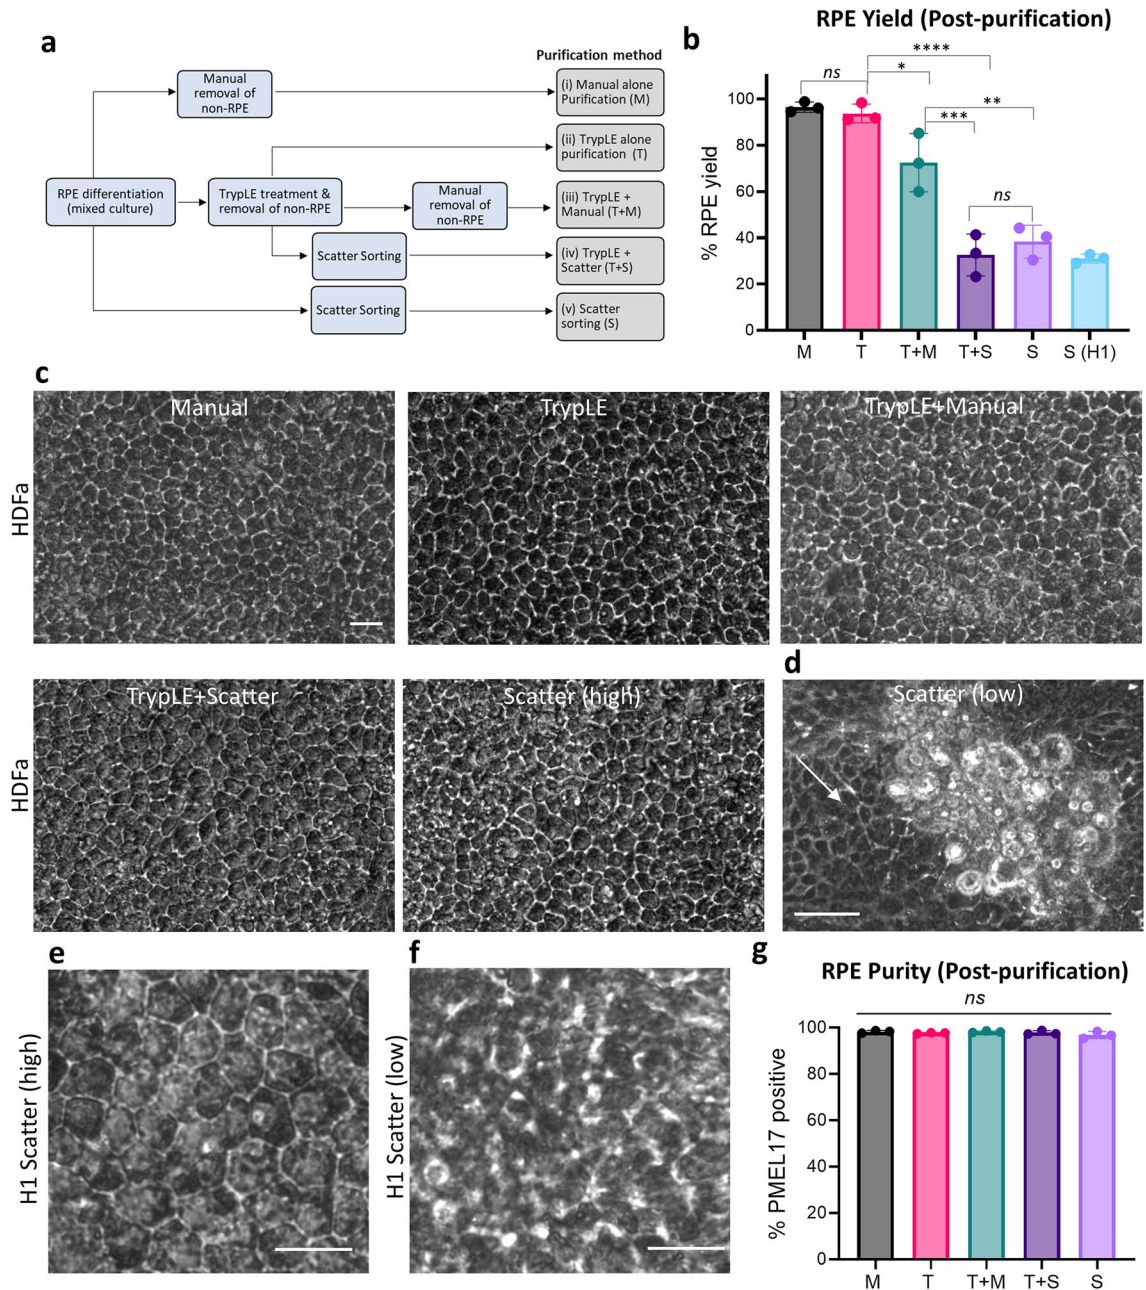 a
Purification method
Manual
removal of
non-RPE
(i) Manual alone
Purification (M)
(ii) TrypLE alone
purification (T)
RPE differentiation
(mixed culture)
TrypLE treatment &
removal of non-RPE
Manual
removal of
non-RPE
(iii) TrypLE +
Manual (T+M)
Scatter Sorting
(iv) TrypLE +
Scatter (T+S)
Scatter Sorting
(v) Scatter
sorting (S)
RPE Yield (Post-purification)
b
****
ns
*
**
***
ns
% RPE yield
100
80
60
40
20
0
M T T+M T+S S S (H1)
c
HDFa
Manual
TrypLE
TrypLE+Manual
HDFa
TrypLE+Scatter
Scatter (high)
d
Scatter (low)
e
H1 Scatter (high)
f
H1 Scatter (low)
g
RPE Purity (Post-purification)
ns
% PMEL17 positive
100
80
60
40
20
0
M T T+M T+S S